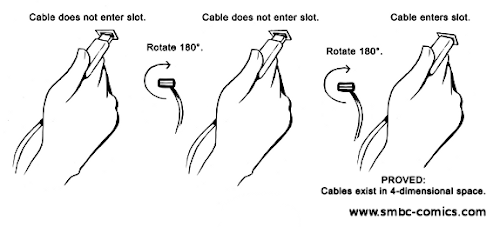 Cable does not enter slot.
Rotate 180°.
Cable does not enter slot.
Rotate 180°.
Cable enters slot.
PROVED:
Cables exist in 4-dimensional space.
www.smbc-comics.com